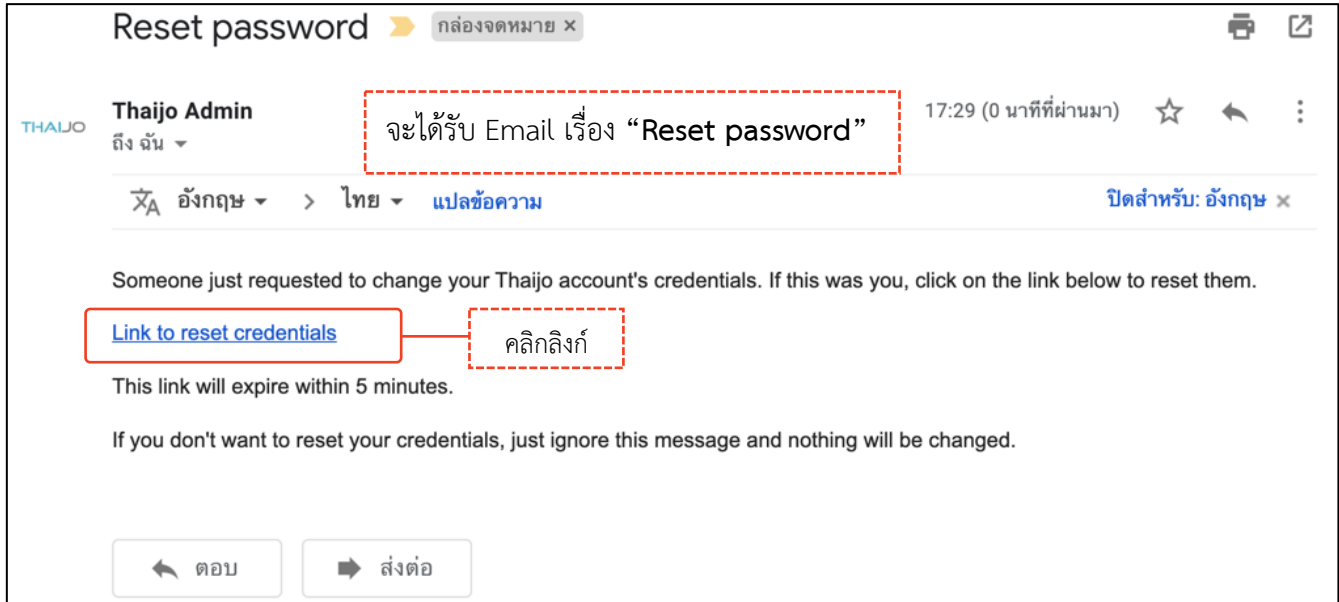 Reset password กล่องจดหมาย ×
THAIJO Thaijo Admin จะได้รับ Email เรื่อง “Reset password” 17:29 (0 นาทีที่ผ่านมา)
ถึง ฉัน
อังกฤษ > ไทย แปลข้อความ ปิดสำหรับ: อังกฤษ ×
Someone just requested to change your Thaijo account's credentials. If this was you, click on the link below to reset them.
Link to reset credentials คลิกลิงก์
This link will expire within 5 minutes.
If you don't want to reset your credentials, just ignore this message and nothing will be changed.
ตอบ ส่งต่อ